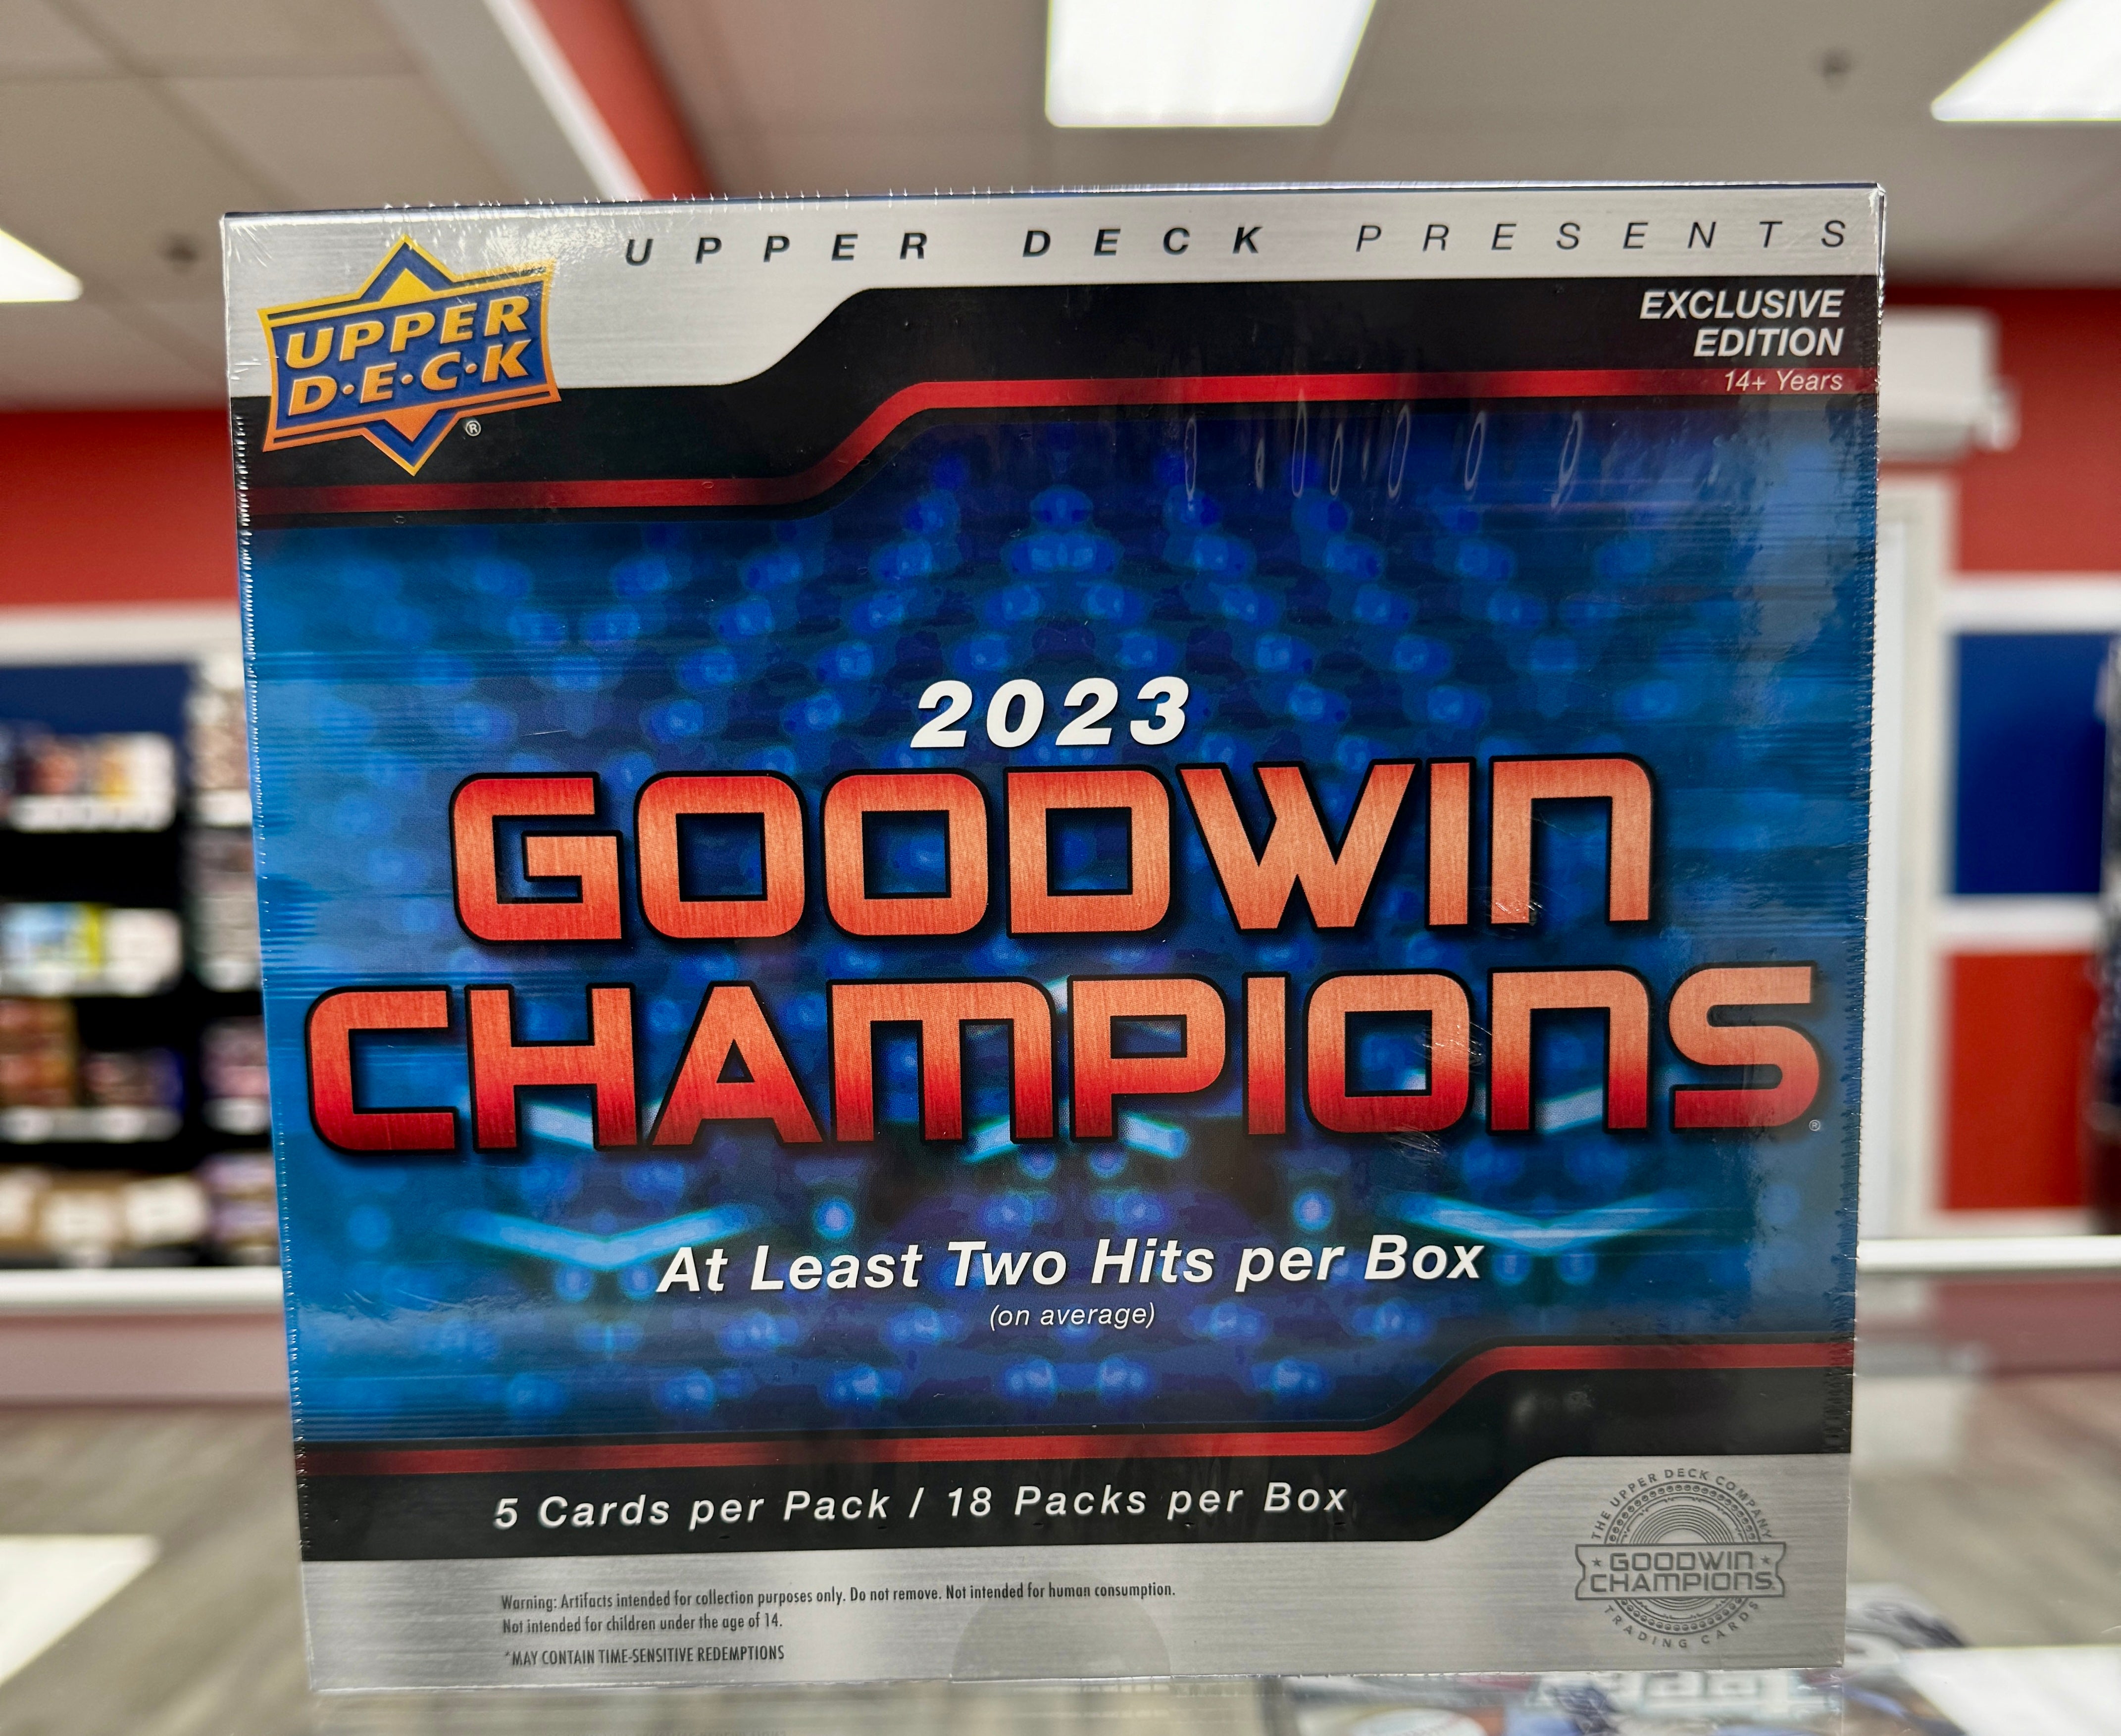 UPPER DECK PRESENTS
UPPER
D·E·C·K
®
EXCLUSIVE
EDITION
14+ Years
2023
GOODWIN
CHAMPIONS
®
At Least Two Hits per Box
(on average)
5 Cards per Pack / 18 Packs per Box
THE UPPER DECK COMPANY
GOODWIN
CHAMPIONS
TRADING CARDS
Warning: Artifacts intended for collection purposes only. Do not remove. Not intended for human consumption.
Not intended for children under the age of 14.
*MAY CONTAIN TIME-SENSITIVE REDEMPTIONS